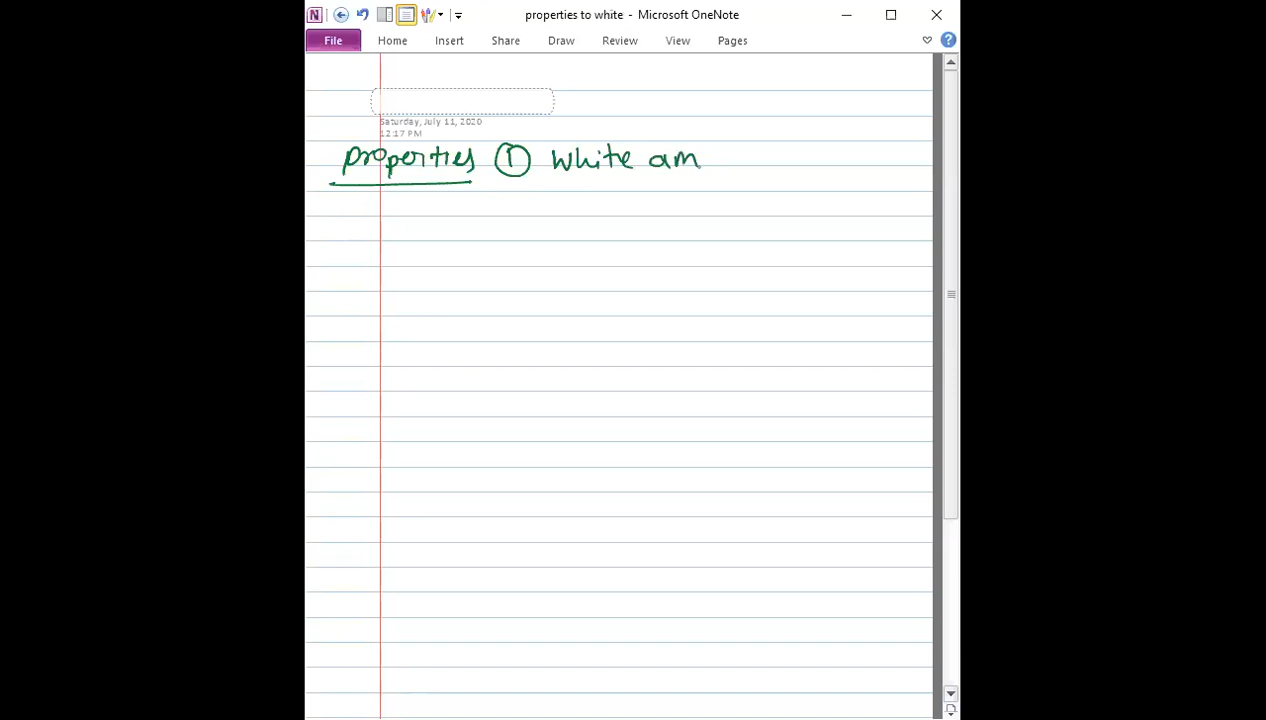 properties to white - Microsoft OneNote
File Home Insert Share Draw Review View Pages
Saturday, July 11, 2020
12:17 PM
properties ① white am